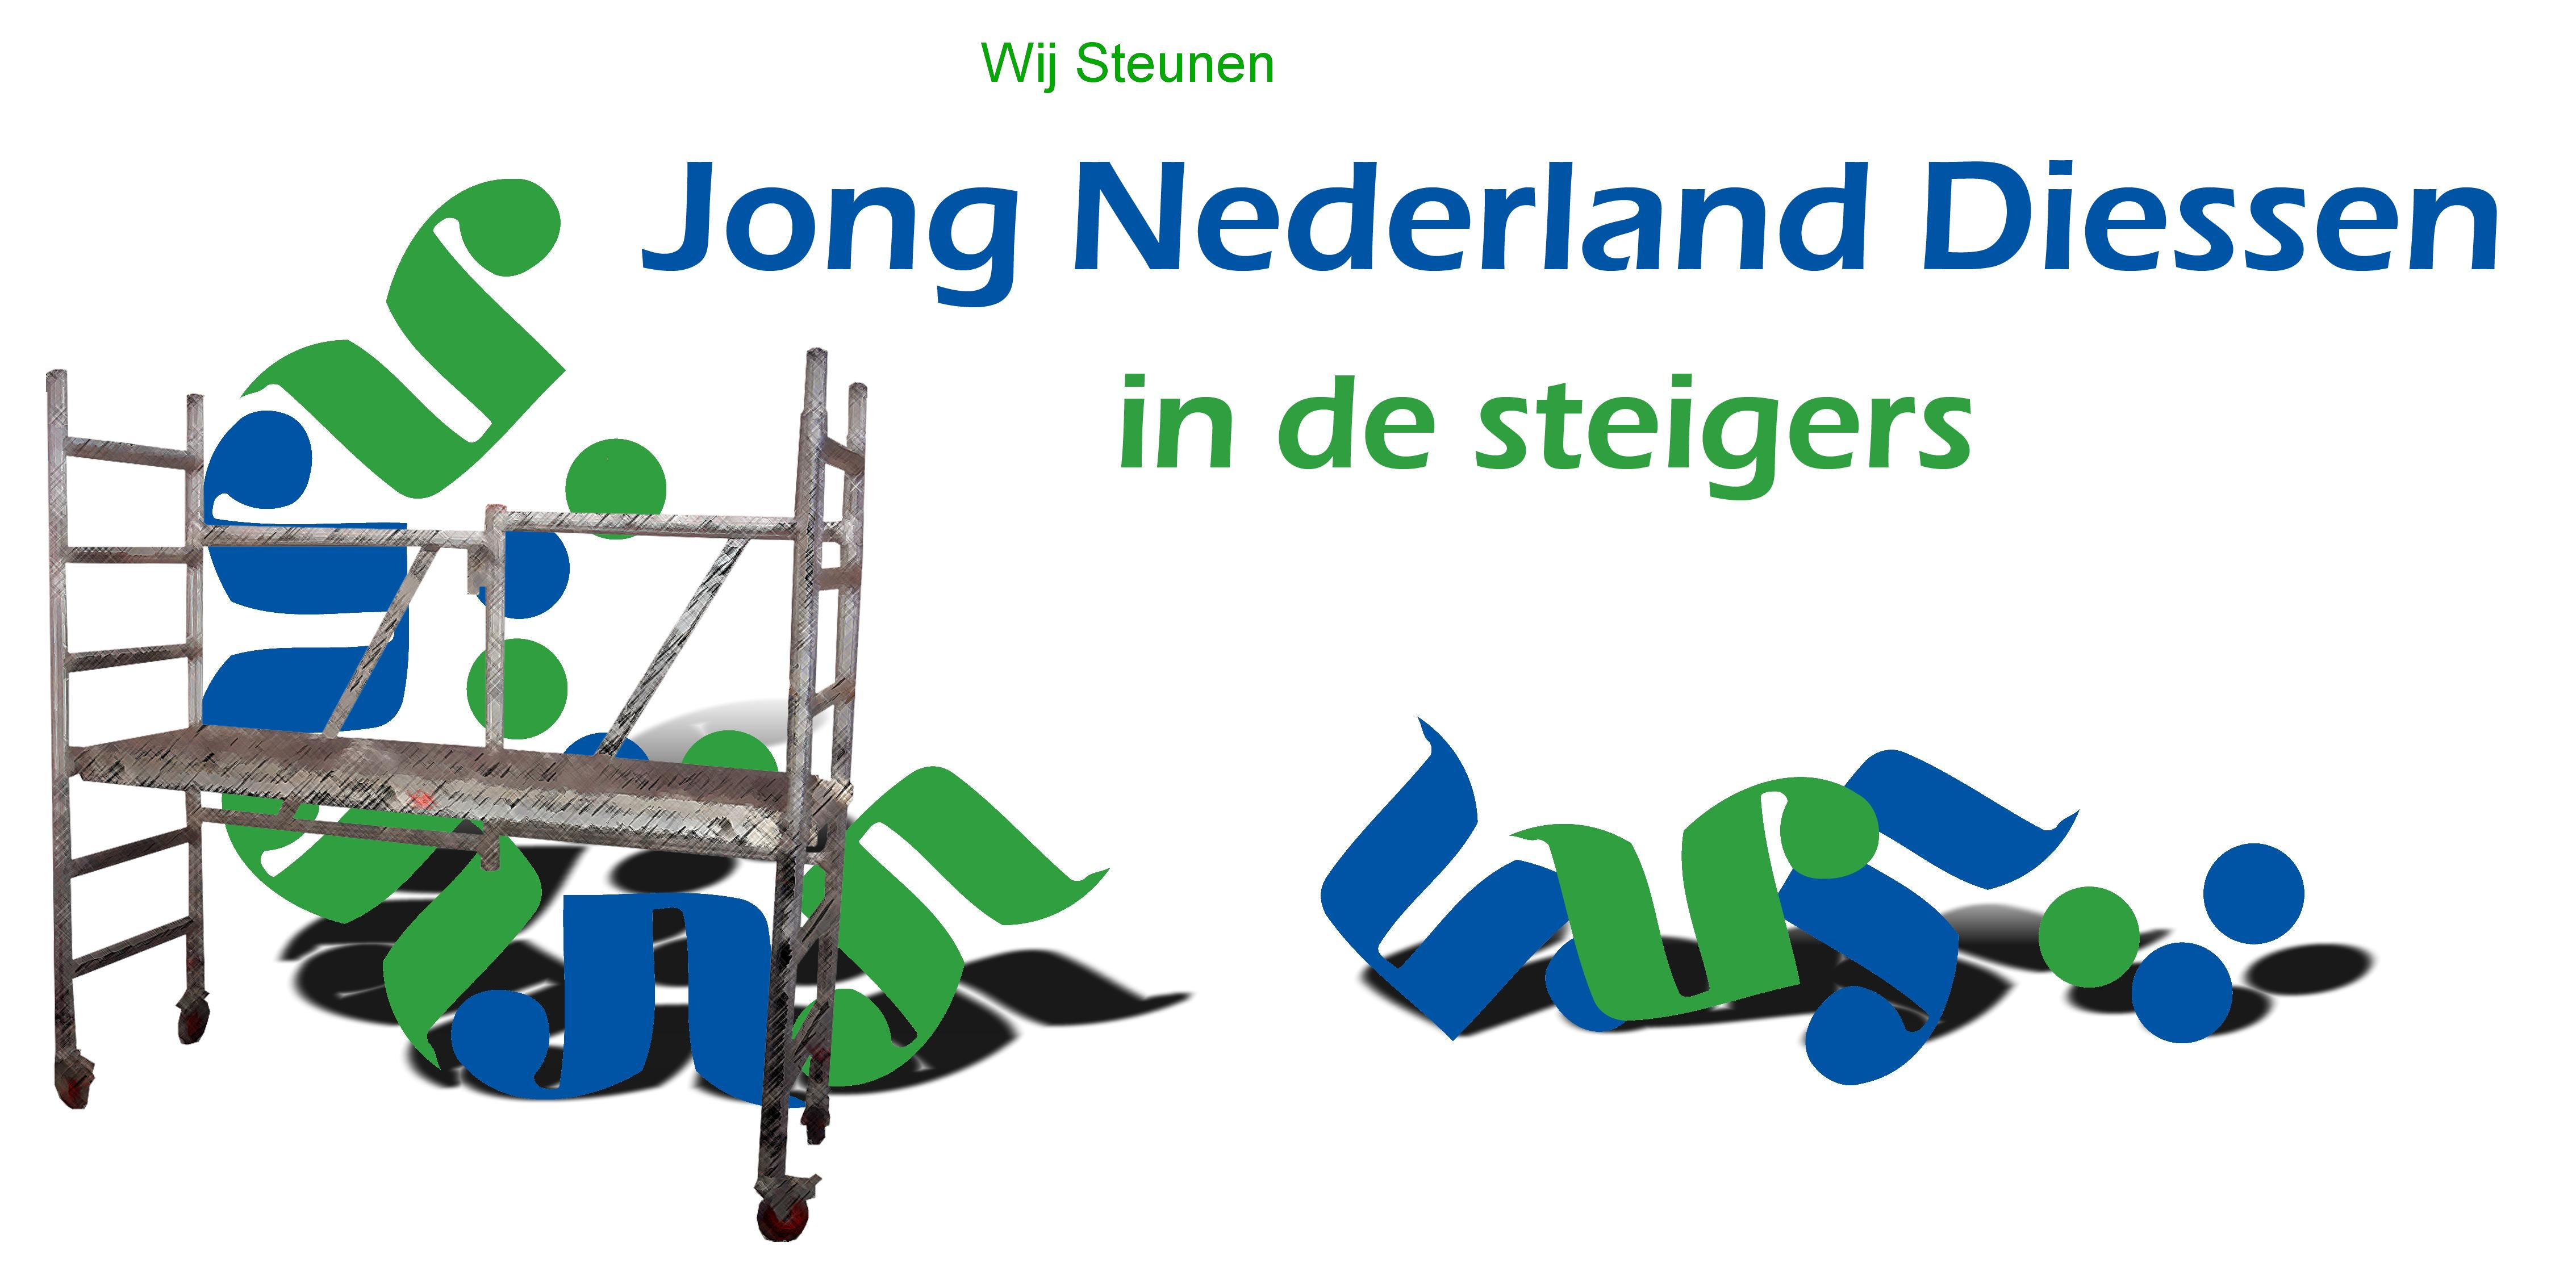 Wij Steunen
Jong Nederland Diessen
in de steigers